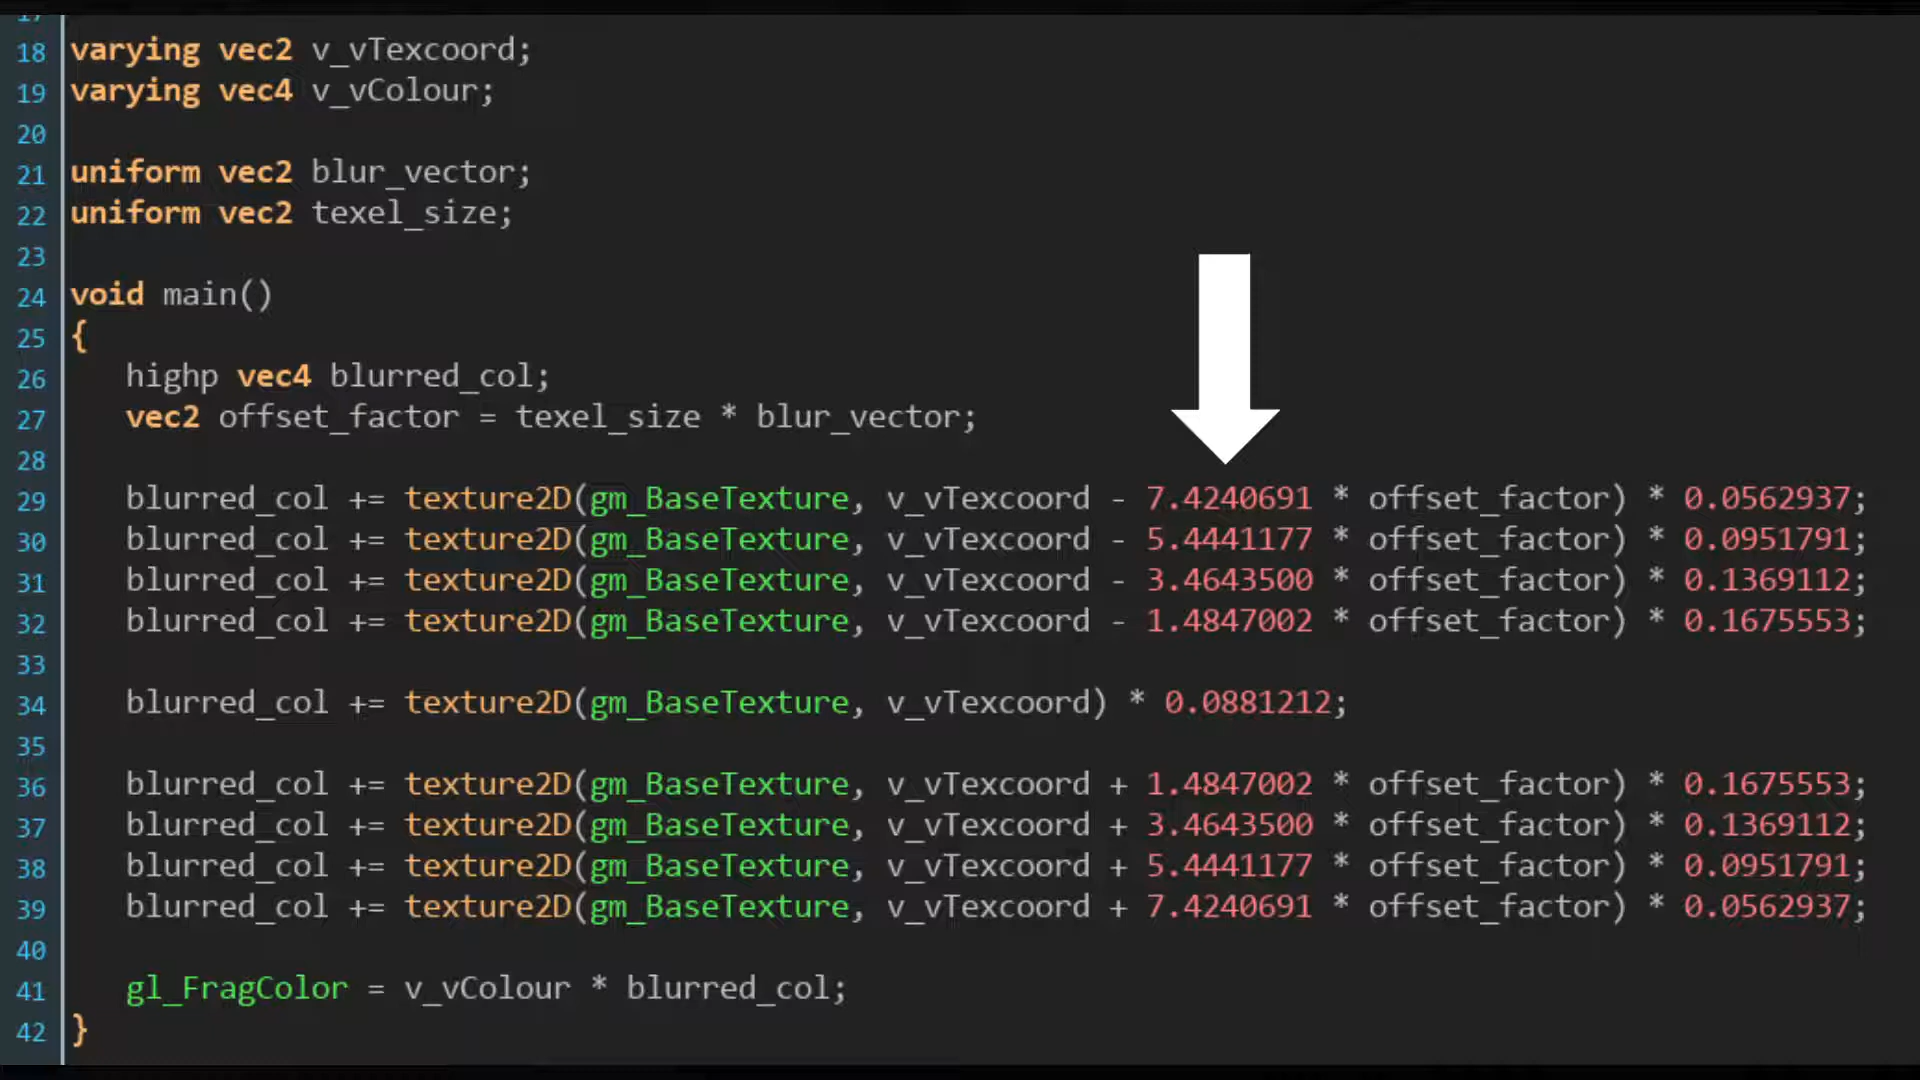 17
18 varying vec2 v_vTexcoord;
19 varying vec4 v_vColour;
20
21 uniform vec2 blur_vector;
22 uniform vec2 texel_size;
23
24 void main()
25 {
26 highp vec4 blurred_col;
27 vec2 offset_factor = texel_size * blur_vector;
28
29 blurred_col += texture2D(gm_BaseTexture, v_vTexcoord - 7.4240691 * offset_factor) * 0.0562937;
30 blurred_col += texture2D(gm_BaseTexture, v_vTexcoord - 5.4441177 * offset_factor) * 0.0951791;
31 blurred_col += texture2D(gm_BaseTexture, v_vTexcoord - 3.4643500 * offset_factor) * 0.1369112;
32 blurred_col += texture2D(gm_BaseTexture, v_vTexcoord - 1.4847002 * offset_factor) * 0.1675553;
33
34 blurred_col += texture2D(gm_BaseTexture, v_vTexcoord) * 0.0881212;
35
36 blurred_col += texture2D(gm_BaseTexture, v_vTexcoord + 1.4847002 * offset_factor) * 0.1675553;
37 blurred_col += texture2D(gm_BaseTexture, v_vTexcoord + 3.4643500 * offset_factor) * 0.1369112;
38 blurred_col += texture2D(gm_BaseTexture, v_vTexcoord + 5.4441177 * offset_factor) * 0.0951791;
39 blurred_col += texture2D(gm_BaseTexture, v_vTexcoord + 7.4240691 * offset_factor) * 0.0562937;
40
41 gl_FragColor = v_vColour * blurred_col;
42 }